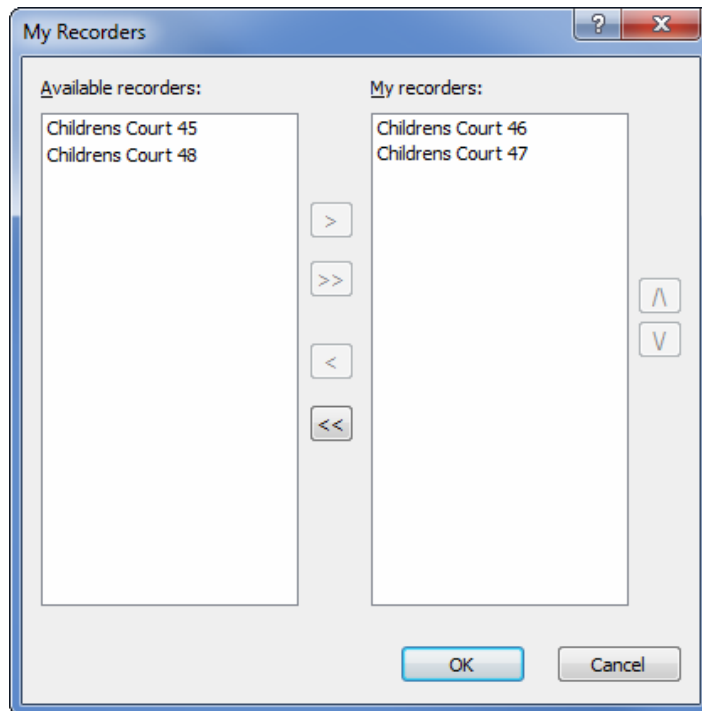 My Recorders
?
X
Available recorders:
My recorders:
Childrens Court 45
Childrens Court 48
Childrens Court 46
Childrens Court 47
>
>>
<
<<
/\
\/
OK
Cancel